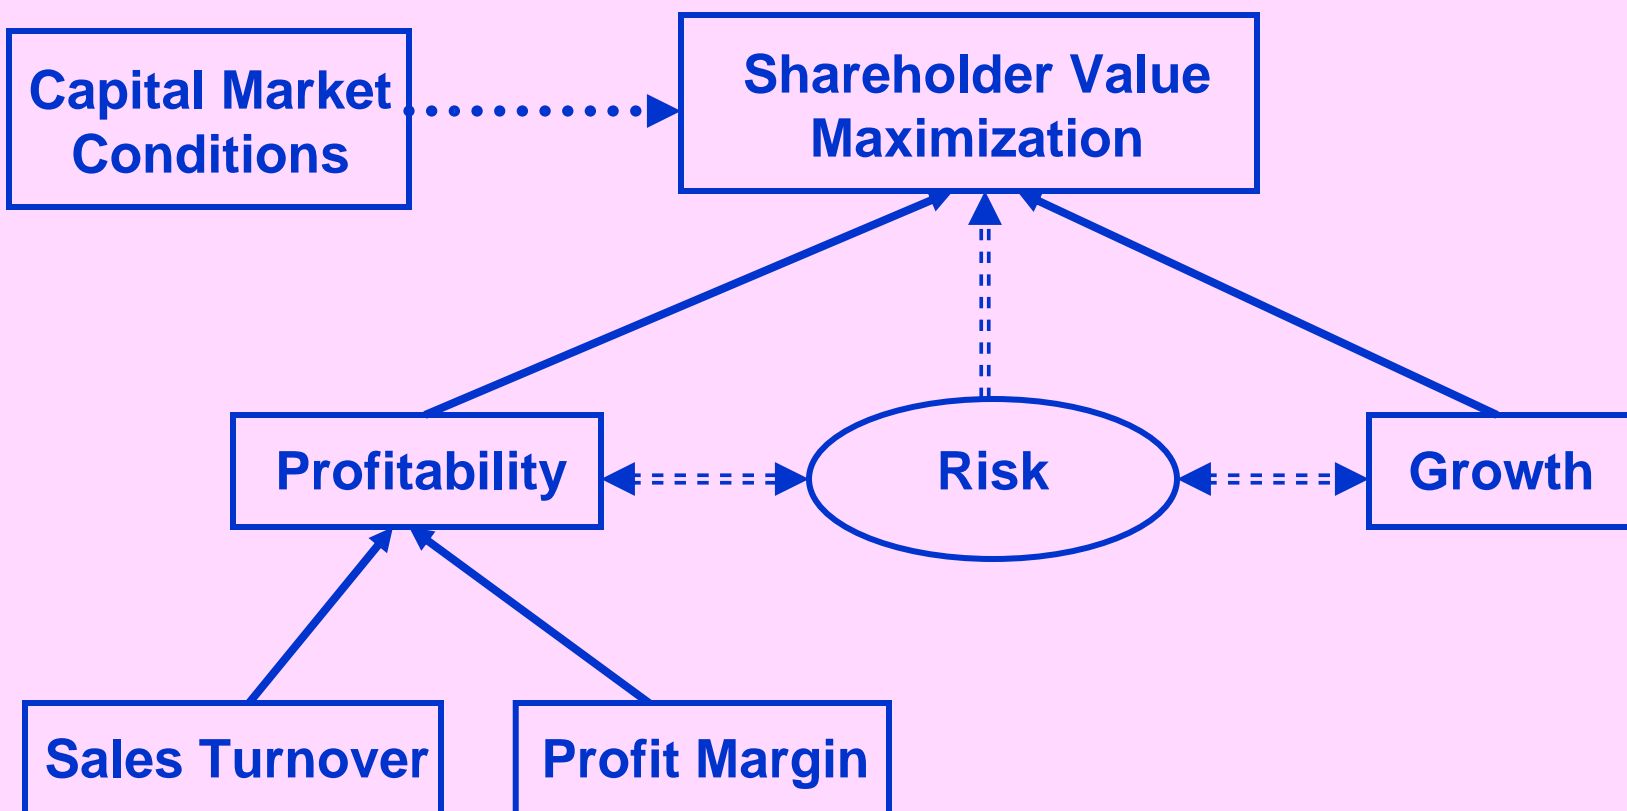 Capital Market
Conditions
Shareholder Value
Maximization
Profitability
Risk
Growth
Sales Turnover
Profit Margin